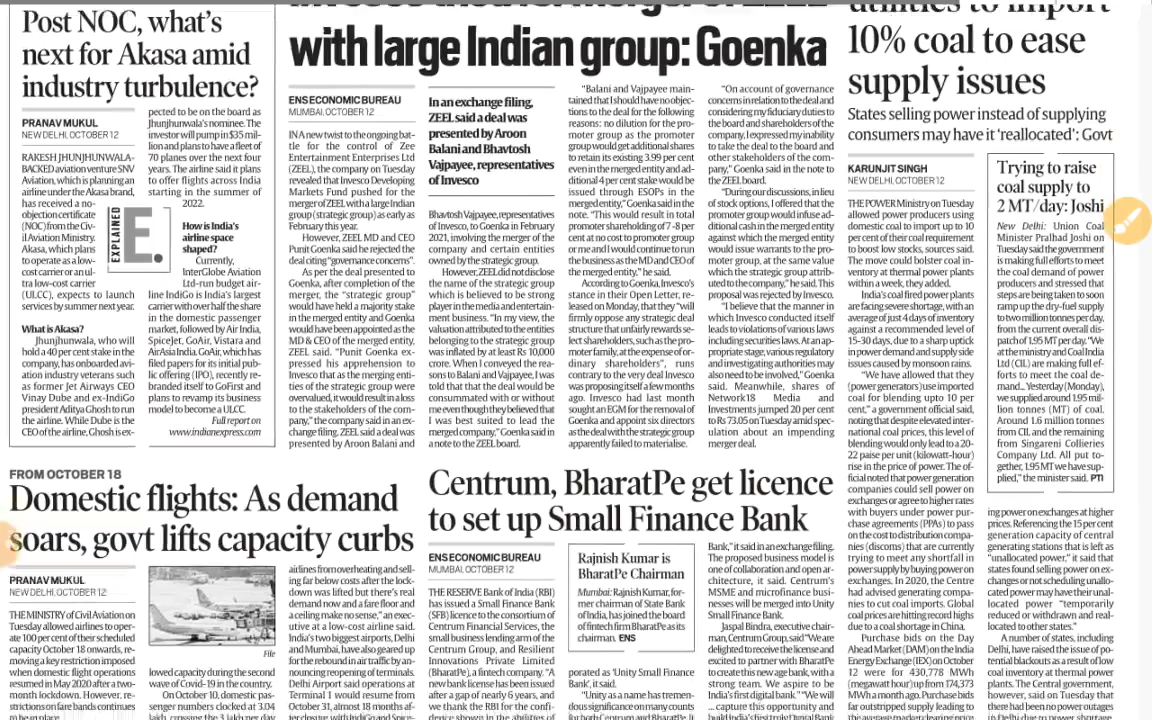 Post NOC, what's
next for Akasa amid
industry turbulence?
PRANAV MUKUL
NEW DELHI, OCTOBER 12
RAKESH JHUNJHUNWALA-
BACKED aviation venture SNV
Aviation, which is planning an
airline under the Akasa brand,
has received a no-
objection certificate
(NOC) from the Civ-
il Aviation Ministry.
Akasa, which plans
to operate as a low-
cost carrier or an ul-
tra low-cost carrier
(ULCC), expects to launch
services by summer next year.
What is Akasa?
Jhunjhunwala, who will
hold a 40 per cent stake in the
company, has onboarded avi-
ation industry veterans such
as former Jet Airways CEO
Vinay Dube and ex-IndiGo
president Aditya Ghosh to run
the airline. While Dube is the
CEO of the airline, Ghosh is ex-
pected to be on the board as
Jhunjhunwala's nominee. The
investor will pump in $35 mil-
lion and plans to have a fleet of
70 planes over the next four
years. The airline said it plans
to offer flights across India
starting in the summer of
2022.
EXPLAINED
E.
How is India's
airline space
shaped?
Currently,
InterGlobe Aviation
Ltd-run budget air-
line IndiGo is India's largest
carrier with over half the share
in the domestic passenger
market, followed by Air India,
SpiceJet, GoAir, Vistara and
AirAsia India. GoAir, which has
filed papers for its initial pub-
lic offering (IPO), recently re-
branded itself to GoFirst and
plans to revamp its business
model to become a ULCC.
Full report on
www.indianexpress.com
with large Indian group: Goenka
ENS ECONOMIC BUREAU
MUMBAI, OCTOBER 12
IN A new twist to the ongoing bat-
tle for the control of Zee
Entertainment Enterprises Ltd
(ZEEL), the company on Tuesday
revealed that Invesco Developing
Markets Fund pushed for the
merger of ZEEL with a large Indian
group (strategic group) as early as
February this year.
However, ZEEL MD and CEO
Punit Goenka said he rejected the
deal citing "governance concerns".
As per the deal presented to
Goenka, after completion of the
merger, the "strategic group"
would have held a majority stake
in the merged entity and Goenka
would have been appointed as the
MD & CEO of the merged entity,
ZEEL said. "Punit Goenka ex-
pressed his apprehension to
Invesco that as the merging enti-
ties of the strategic group were
overvalued, it would result in a loss
to the stakeholders of the com-
pany," the company said in an ex-
change filing. ZEEL said a deal was
presented by Aroon Balani and
In an exchange filing,
ZEEL said a deal was
presented by Aroon
Balani and Bhavtosh
Vajpayee, representatives
of Invesco
Bhavtosh Vajpayee, representatives
of Invesco, to Goenka in February
2021, involving the merger of the
company and certain entities
owned by the strategic group.
However, ZEEL did not disclose
the name of the strategic group
which is believed to be strong
player in the media and entertain-
ment business. "In my view, the
valuation attributed to the entities
belonging to the strategic group
was inflated by at least Rs 10,000
crore. When I conveyed the rea-
sons to Balani and Vajpayee, I was
told that that the deal would be
consummated with or without
me even though they believed that
I was best suited to lead the
merged company," Goenka said in
a note to the ZEEL board.
"Balani and Vajpayee main-
tained that I should have no objec-
tions to the deal for the following
reasons: no dilution for the pro-
moter group as the promoter
group would get additional shares
to retain its existing 3.99 per cent
even in the merged entity and ad-
ditional 4 per cent stake would be
issued through ESOPs in the
merged entity," Goenka said in the
note. "This would result in total
promoter shareholding of 7 -8 per
cent at no cost to promoter group
on me and I would continue to run
the business as the MD and CEO of
the merged entity," he said.
According to Goenka, Invesco's
stance in their Open Letter, rel-
eased on Monday, that they "will
firmly oppose any strategic deal
structure that unfairly rewards se-
lect shareholders, such as the pro-
moter family, at the expense of or-
dinary shareholders", runs
contrary to the very deal Invesco
was proposing itself a few months
ago. Invesco had last month
sought an EGM for the removal of
Goenka and appoint six directors
as the deal with the strategic group
apparently failed to materialise.
"On account of governance
concerns in relation to the deal and
considering my fiduciary duties to
the board and shareholders of the
company, I expressed my inability
to take the deal to the board and
other stakeholders of the com-
pany," Goenka said in the note to
the ZEEL board.
"During our discussions, in lieu
of stock options, I offered that the
promoter group would infuse ad-
ditional cash in the merged entity
against which the merged entity
would issue warrants to the pro-
moter group, at the same value
which the strategic group attrib-
uted to the company," he said. This
proposal was rejected by Invesco.
"I believe that the manner in
which Invesco conducted itself
leads to violations of various laws
including securities laws. At an ap-
propriate stage, various regulatory
and investigating authorities may
also need to be involved," Goenka
said. Meanwhile, shares of
Network18 Media and
Investments jumped 20 per cent
to Rs 73.05 on Tuesday amid spec-
ulation about an impending
merger deal.
utilities to import
10% coal to ease
supply issues
States selling power instead of supplying
consumers may have it 'reallocated': Govt
KARUNJIT SINGH
NEW DELHI, OCTOBER 12
THE POWER Ministry on Tuesday
allowed power producers using
domestic coal to import up to 10
per cent of their coal requirement
to boost low stocks, sources said.
The move could bolster coal in-
ventory at thermal power plants
within a week, they added.
India's coal fired power plants
are facing severe shortage, with an
average of just 4 days of inventory
against a recommended level of
15-30 days, due to a sharp uptick
in power demand and supply side
issues caused by monsoon rains.
"We have allowed that they
(power generators) use imported
coal for blending upto 10 per
cent," a government official said,
noting that despite elevated inter-
national coal prices, this level of
blending would only lead to a 20-
22 paise per unit (kilowatt-hour)
rise in the price of power. The of-
ficial noted that power generation
companies could sell power on
exchanges or agree to higher rates
with buyers under power pur-
chase agreements (PPAs) to pass
on the cost to distribution compa-
nies (discoms) that are currently
trying to meet any shortfall in
power supply by buying power on
exchanges. In 2020, the Centre
had advised generating compa-
nies to cut coal imports. Global
coal prices are hitting record highs
due to a coal shortage in China.
Purchase bids on the Day
Ahead Market (DAM) on the India
Energy Exchange (IEX) on October
12 were for 430,778 MWh
(megawatt hour) up from 174,373
MWh a month ago. Purchase bids
far outstripped supply leading to
the average market clearing price
Trying to raise
coal supply to
2 MT/day: Joshi
New Delhi: Union Coal
Minister Pralhad Joshi on
Tuesday said the government
is making full efforts to meet
the coal demand of power
producers and stressed that
steps are being taken to soon
ramp up the dry-fuel supply
to two million tonnes per day,
from the current overall dis-
patch of 1.95 MT per day. "We
at the ministry and Coal India
Ltd (CIL) are making full ef-
forts to meet the coal de-
mand... Yesterday (Monday),
we supplied around 1.95 mil-
lion tonnes (MT) of coal.
Around 1.6 million tonnes
from CIL and the remaining
from Singareni Collieries
Company Ltd. All put to-
gether, 1.95 MT we have sup-
plied," the minister said. PTI
ing power on exchanges at higher
prices. Referencing the 15 per cent
generation capacity of central
generating stations that is left as
"unallocated power," it said that
states found selling power on ex-
changes or not scheduling unallo-
cated power may have their unal-
located power "temporarily
reduced or withdrawn and real-
located to other states."
A number of states, including
Delhi, have raised the issue of po-
tential blackouts as a result of low
coal inventory at thermal power
plants. The Central government,
however, said on Tuesday that
there had been no power outages
in Delhi due to power shortage
FROM OCTOBER 18
Domestic flights: As demand
soars, govt lifts capacity curbs
PRANAV MUKUL
NEW DELHI, OCTOBER 12
THE MINISTRY of Civil Aviation on
Tuesday allowed airlines to oper-
ate 100 per cent of their scheduled
capacity October 18 onwards, re-
moving a key restriction imposed
when domestic flight operations
resumed in May 2020 after a two-
month lockdown. However, re-
strictions on fare bands continues
to be in place.
File
lowed capacity during the second
wave of Covid-19 in the country.
On October 10, domestic pas-
senger numbers clocked at 3.04
lakh, crossing the 3 lakh per day
airlines from overheating and sell-
ing far below costs after the lock-
down was lifted but there's real
demand now and a fare floor and
a ceiling make no sense," an exec-
utive at a low-cost airline said.
India's two biggest airports, Delhi
and Mumbai, have also geared up
for the rebound in air traffic by an-
nouncing reopening of terminals.
Delhi Airport said operations at
Terminal 1 would resume from
October 31, almost 18 months af-
ter closure, with IndiGo and Spice-
Centrum, BharatPe get licence
to set up Small Finance Bank
ENS ECONOMIC BUREAU
MUMBAI, OCTOBER 12
THE RESERVE Bank of India (RBI)
has issued a Small Finance Bank
(SFB) licence to the consortium of
Centrum Financial Services, the
small business lending arm of the
Centrum Group, and Resilient
Innovations Private Limited
(BharatPe), a fintech company. "A
new bank license has been issued
after a gap of nearly 6 years, and
we thank the RBI for the confi-
dence shown in the abilities of
Rajnish Kumar is
BharatPe Chairman
Mumbai: Rajnish Kumar, for-
mer chairman of State Bank
of India, has joined the board
of fintech firm BharatPe as its
chairman. ENS
porated as 'Unity Small Finance
Bank', it said.
"Unity as a name has tremen-
dous significance on many counts
for both Centrum and BharatPe. It
Bank," it said in an exchange filing.
The proposed business model is
one of collaboration and open ar-
chitecture, it said. Centrum's
MSME and microfinance busi-
nesses will be merged into Unity
Small Finance Bank.
Jaspal Bindra, executive chair-
man, Centrum Group, said "We are
delighted to receive the license and
excited to partner with BharatPe
to create this new age bank, with a
strong team. We aspire to be
India's first digital bank." "We will
... capture this opportunity and
build India's first truly Digital Bank